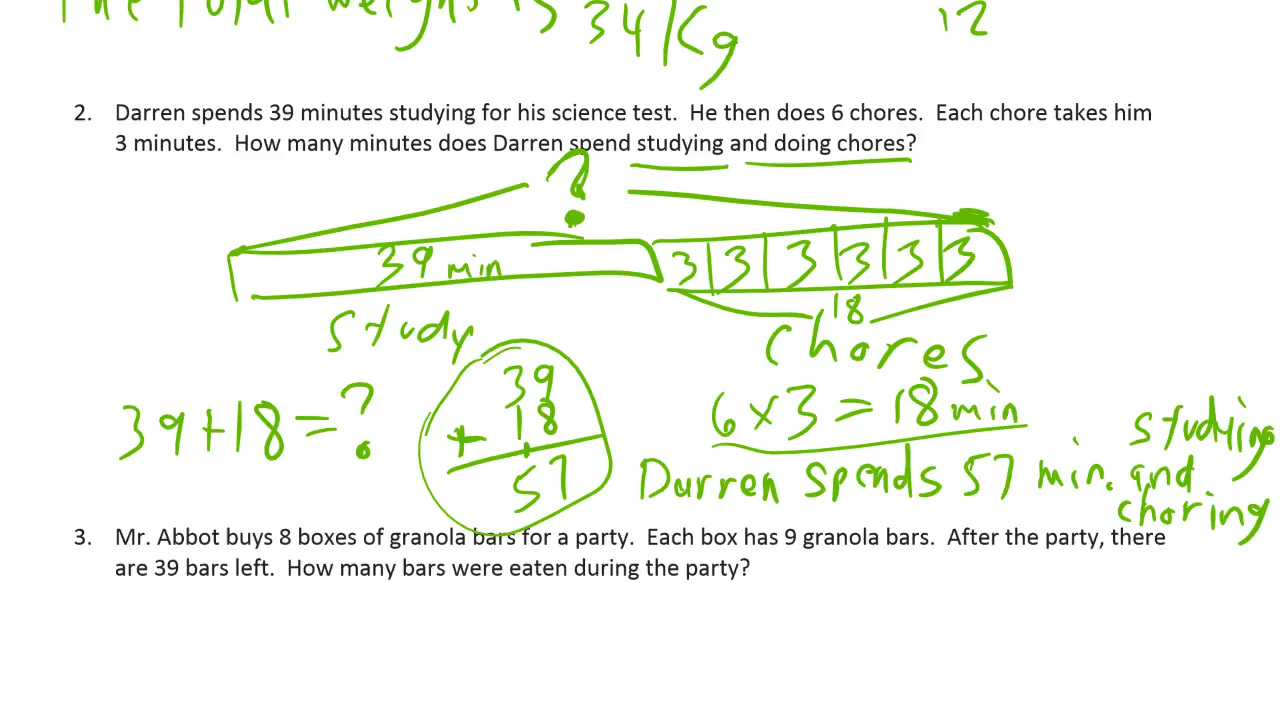 The total weight is 34 Kg
12
2. Darren spends 39 minutes studying for his science test. He then does 6 chores. Each chore takes him
3 minutes. How many minutes does Darren spend studying and doing chores?
?
39 min
3 3 3 3 3 3
18
study
chores
39+18=?
39
+ 18
57
6 x 3 = 18 min
Darren spends 57 min. studying
and
choring
3. Mr. Abbot buys 8 boxes of granola bars for a party. Each box has 9 granola bars. After the party, there
are 39 bars left. How many bars were eaten during the party?